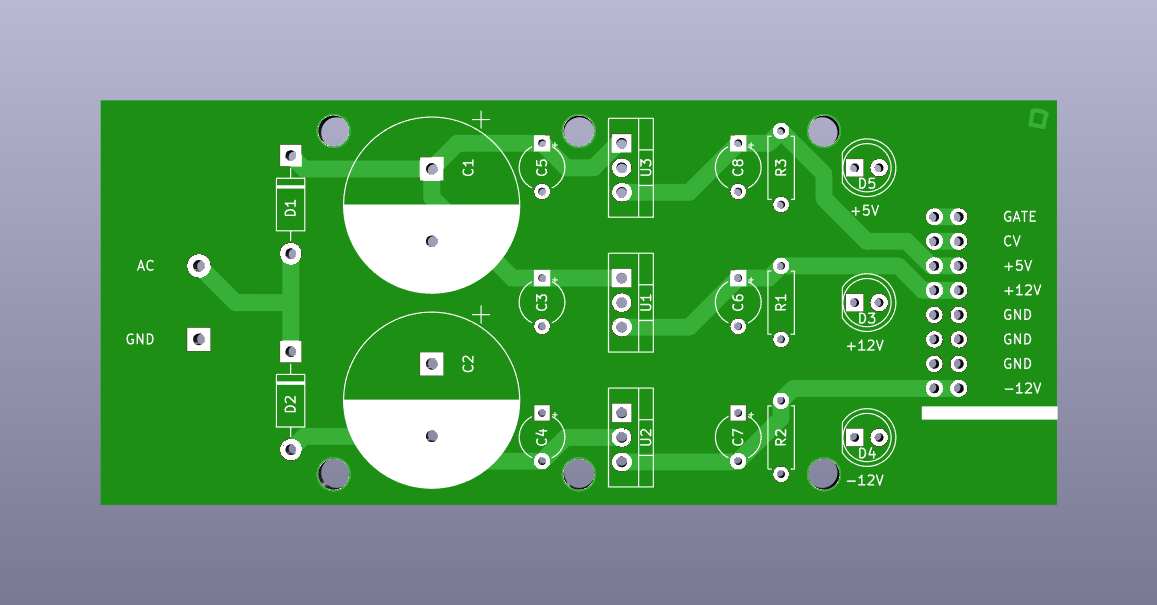 AC
GND
D1
D2
C1
C2
C5
C3
C4
U3
U1
U2
C8
C6
C7
R3
R1
R2
D5
+5V
D3
+12V
D4
-12V
GATE
CV
+5V
+12V
GND
GND
GND
-12V